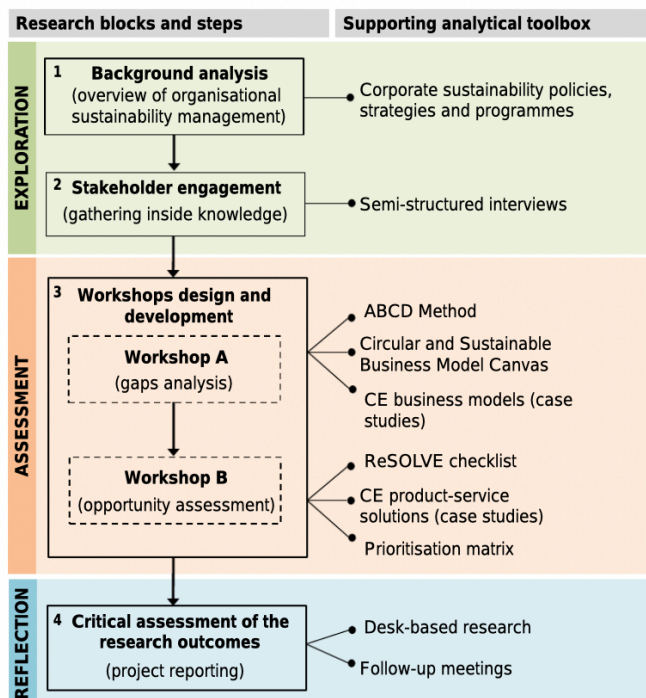 Research blocks and steps
Supporting analytical toolbox
EXPLORATION
1 Background analysis
(overview of organisational
sustainability management)
Corporate sustainability policies,
strategies and programmes
2 Stakeholder engagement
(gathering inside knowledge)
Semi-structured interviews
ASSESSMENT
3 Workshops design and
development
Workshop A
(gaps analysis)
ABCD Method
Circular and Sustainable
Business Model Canvas
CE business models (case
studies)
Workshop B
(opportunity assessment)
ReSOLVE checklist
CE product-service
solutions (case studies)
Prioritisation matrix
REFLECTION
4 Critical assessment of the
research outcomes
(project reporting)
Desk-based research
Follow-up meetings